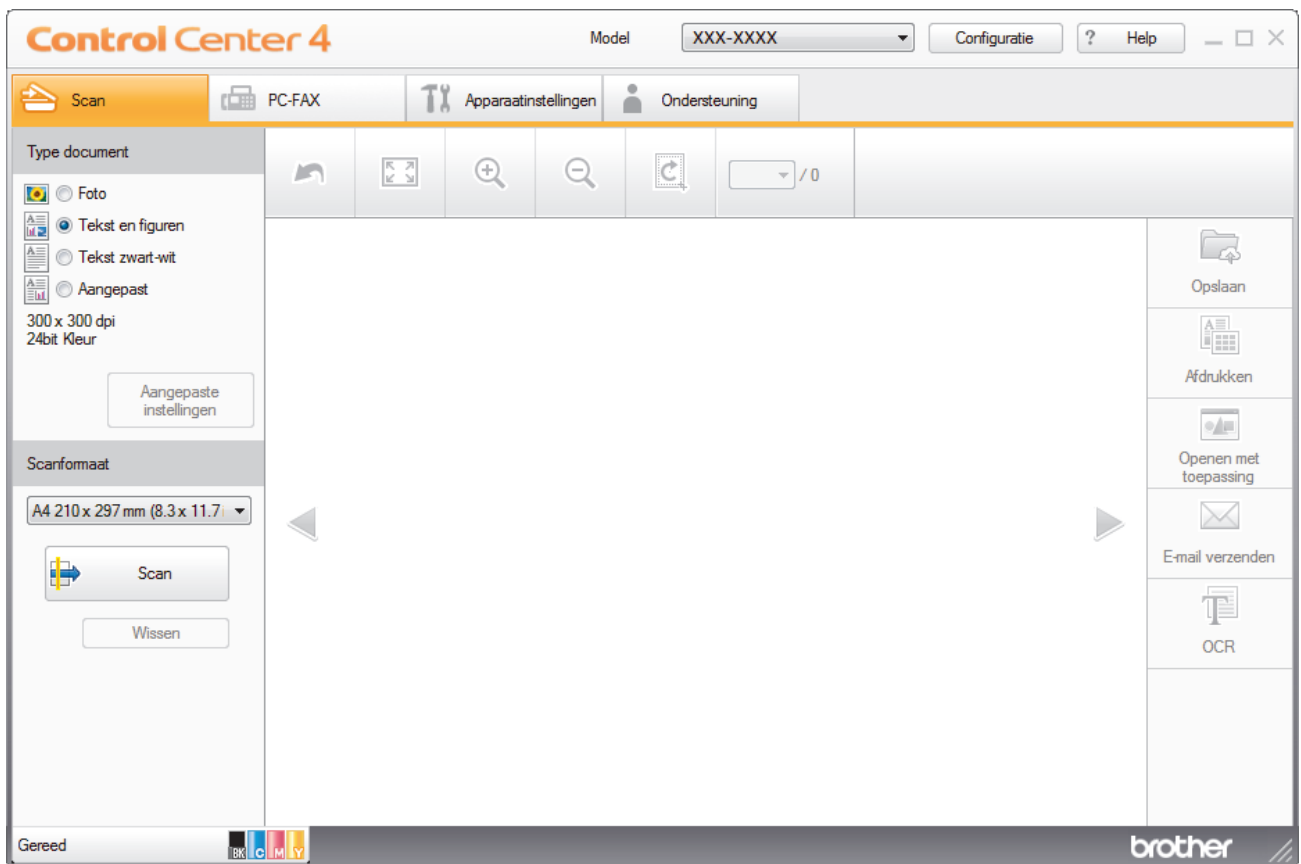 Control Center 4
Model
XXX-XXXX
Configuratie
? Help
Scan
PC-FAX
Apparaatinstellingen
Ondersteuning
Type document
Foto
Tekst en figuren
Tekst zwart-wit
Aangepast
300 x 300 dpi
24bit Kleur
Aangepaste
instellingen
Scanformaat
A4 210 x 297 mm (8.3 x 11.7
Scan
Wissen
/ 0
Opslaan
Afdrukken
Openen met
toepassing
E-mail verzenden
OCR
Gereed
BK C M Y
brother